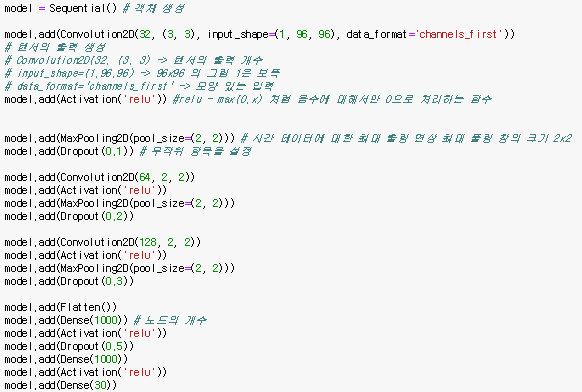 model = Sequential() # 객체 생성
model.add(Convolution2D(32, (3, 3), input_shape=(1, 96, 96), data_format='channels_first'))
# 텐서의 출력 생성
# Convolution2D(32, (3, 3) -> 텐서의 출력 개수
# input_shape=(1,96,96) -> 96x96 의 그림 1은 모록
# data_format='channels_first' -> 모양 있는 입력
model.add(Activation('relu')) #relu - max(0,x) 처럼 음수에 대해서만 0으로 처리하는 함수
model.add(MaxPooling2D(pool_size=(2, 2))) # 시간 데이터에 대한 최대 풀링 연상 최대 풀링 창의 크기 2x2
model.add(Dropout(0.1)) # 무작위 항목을 설정
model.add(Convolution2D(64, 2, 2))
model.add(Activation('relu'))
model.add(MaxPooling2D(pool_size=(2, 2)))
model.add(Dropout(0.2))
model.add(Convolution2D(128, 2, 2))
model.add(Activation('relu'))
model.add(MaxPooling2D(pool_size=(2, 2)))
model.add(Dropout(0.3))
model.add(Flatten())
model.add(Dense(1000)) # 노드의 개수
model.add(Activation('relu'))
model.add(Dropout(0.5))
model.add(Dense(1000))
model.add(Activation('relu'))
model.add(Dense(30))